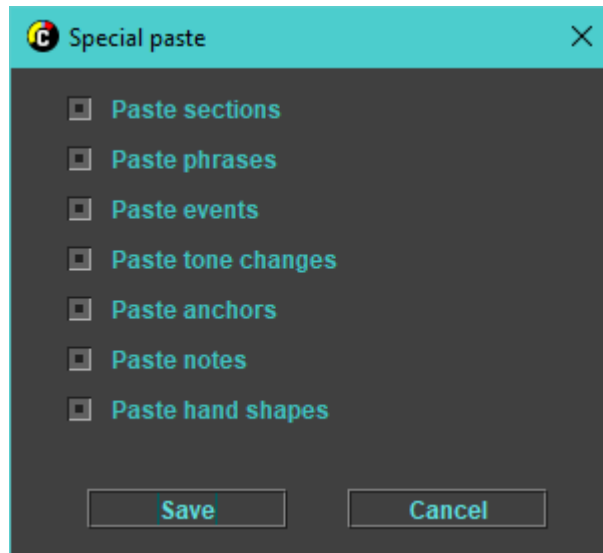 Special paste
Paste sections
Paste phrases
Paste events
Paste tone changes
Paste anchors
Paste notes
Paste hand shapes
Save Cancel